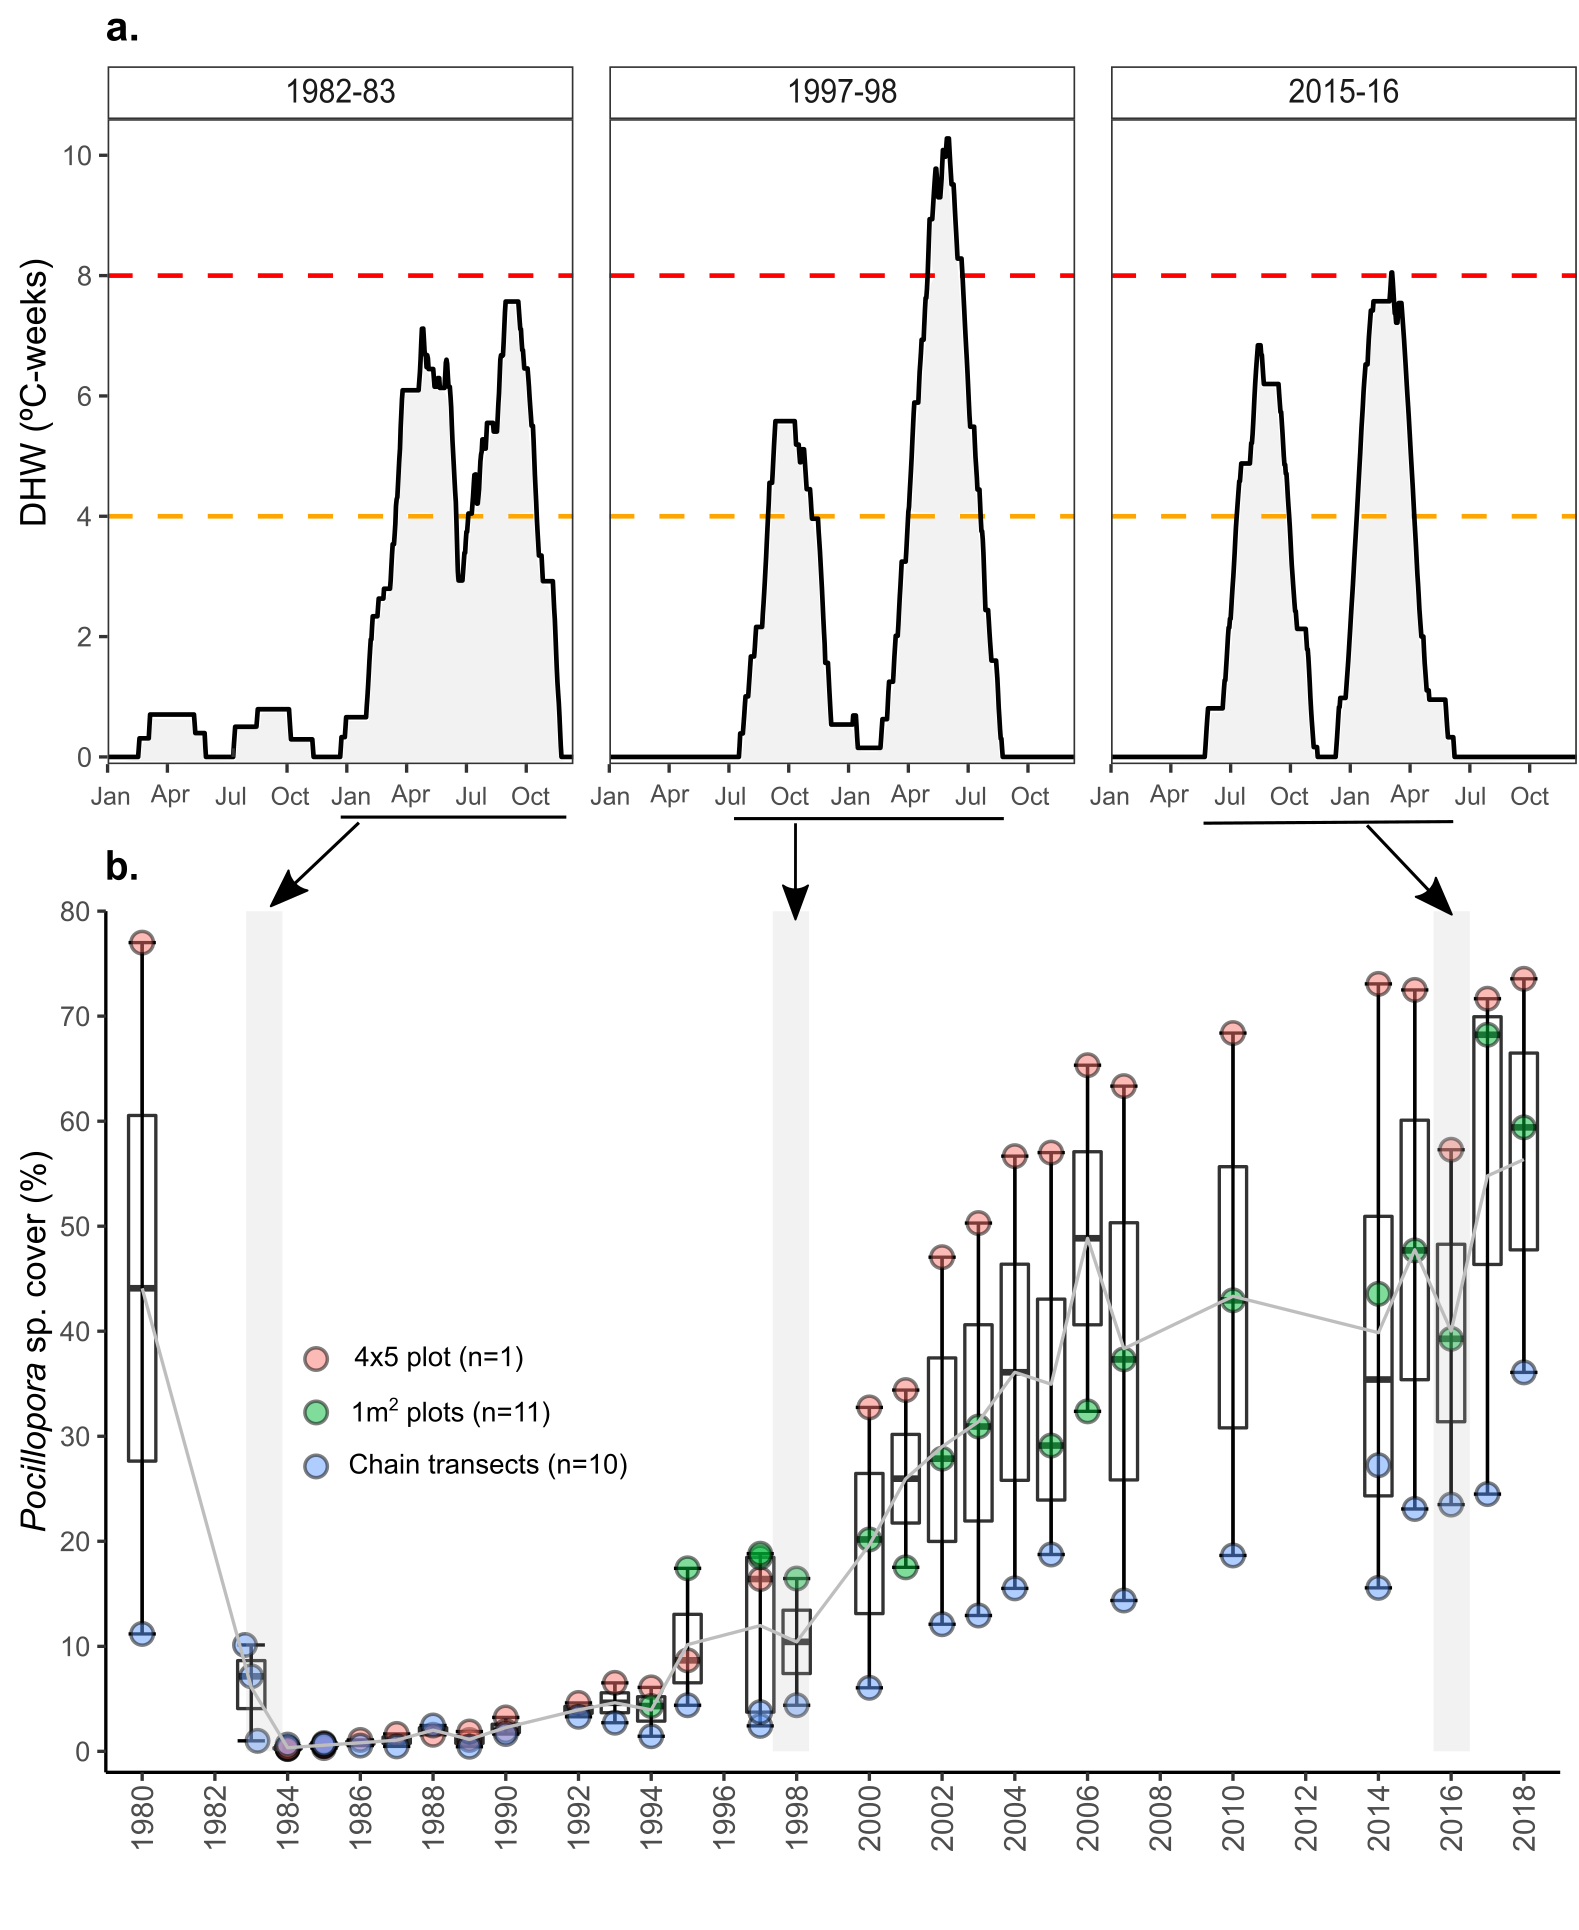 a.
1982-83 1997-98 2015-16
DHW (ºC-weeks)
10
8
6
4
2
0
Jan Apr Jul Oct Jan Apr Jul Oct Jan Apr Jul Oct Jan Apr Jul Oct Jan Apr Jul Oct Jan Apr Jul Oct
b.
Pocillopora sp. cover (%)
80
70
60
50
40
30
20
10
0
4x5 plot (n=1)
1m² plots (n=11)
Chain transects (n=10)
1980 1982 1984 1986 1988 1990 1992 1994 1996 1998 2000 2002 2004 2006 2008 2010 2012 2014 2016 2018